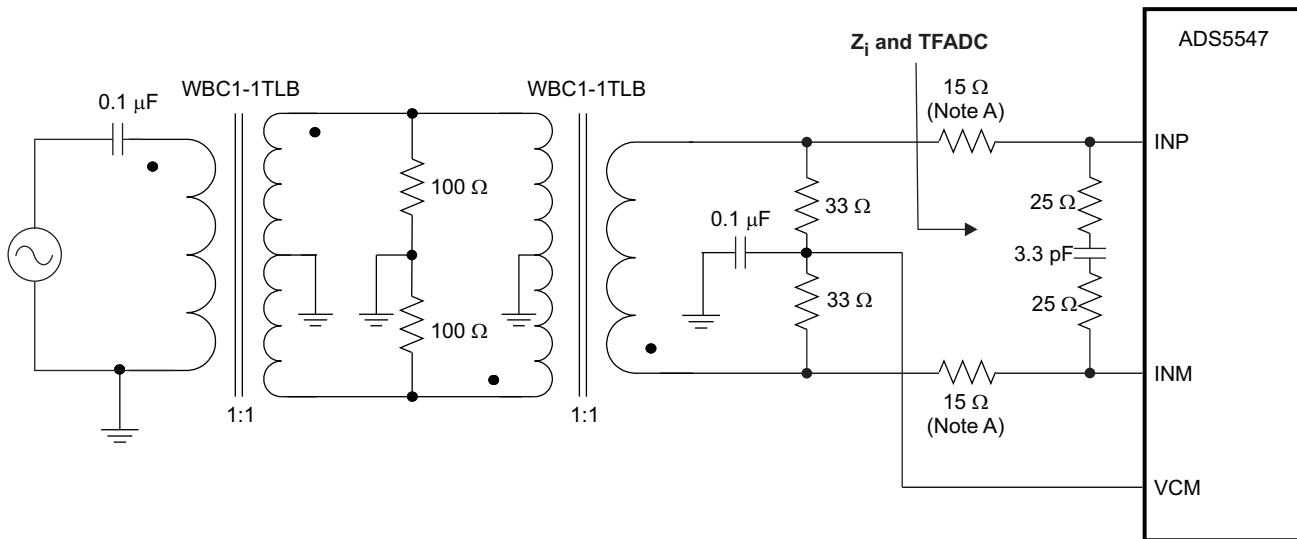 ADS5547
Z_i and TFADC
WBC1-1TLB
WBC1-1TLB
0.1 μF
15 Ω
(Note A)
INP
100 Ω
33 Ω
25 Ω
0.1 μF
3.3 pF
33 Ω
25 Ω
100 Ω
INM
1:1
1:1
15 Ω
(Note A)
VCM